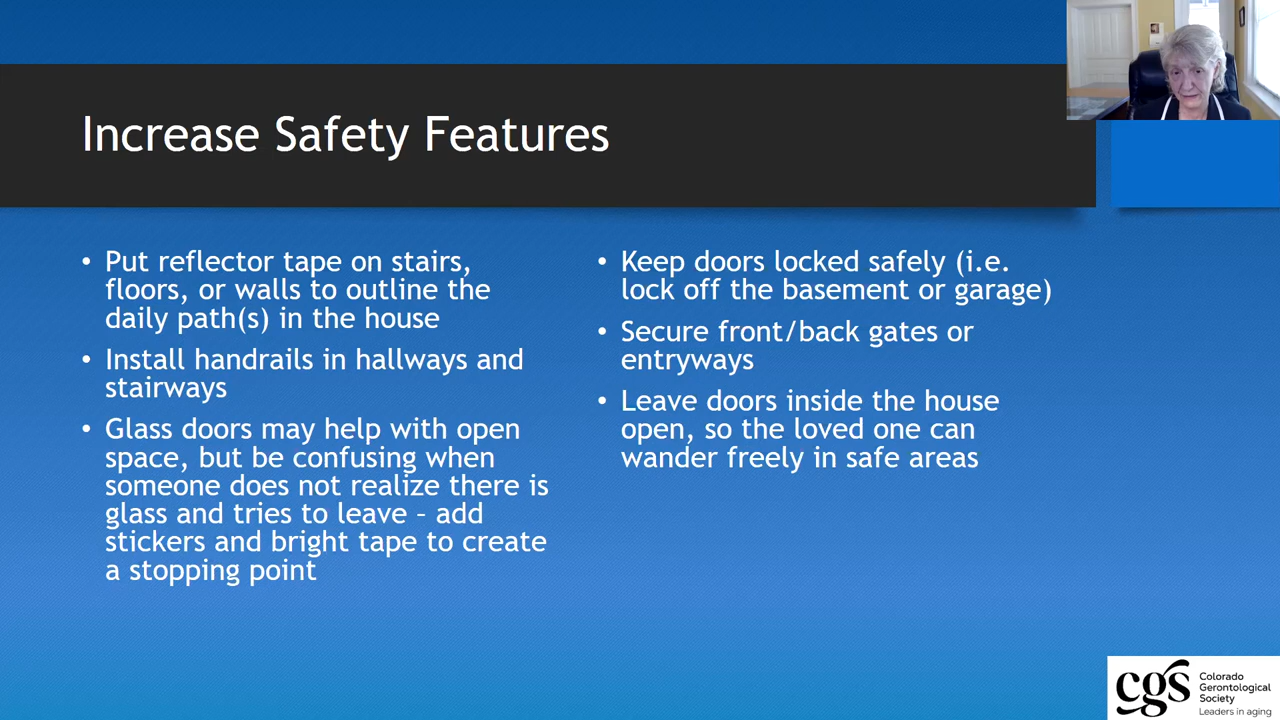 Increase Safety Features
• Put reflector tape on stairs,
floors, or walls to outline the
daily path(s) in the house
• Install handrails in hallways and
stairways
• Glass doors may help with open
space, but be confusing when
someone does not realize there is
glass and tries to leave – add
stickers and bright tape to create
a stopping point
• Keep doors locked safely (i.e.
lock off the basement or garage)
• Secure front/back gates or
entryways
• Leave doors inside the house
open, so the loved one can
wander freely in safe areas
cgs
Colorado
Gerontological
Society
Leaders in aging